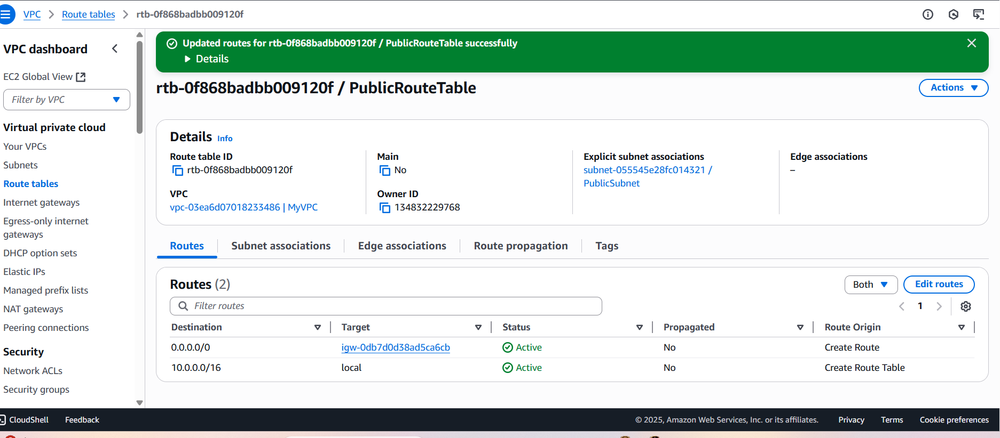 VPC > Route tables > rtb-0f868badbb009120f
VPC dashboard
EC2 Global View
Filter by VPC
Virtual private cloud
Your VPCs
Subnets
Route tables
Internet gateways
Egress-only internet
gateways
DHCP option sets
Elastic IPs
Managed prefix lists
NAT gateways
Peering connections
Security
Network ACLs
Security groups
Updated routes for rtb-0f868badbb009120f / PublicRouteTable successfully
Details
rtb-0f868badbb009120f / PublicRouteTable
Actions
Details Info
Route table ID
rtb-0f868badbb009120f
VPC
vpc-03ea6d07018233486 | MyVPC
Main
No
Owner ID
134832229768
Explicit subnet associations
subnet-055545e28fc014321 /
PublicSubnet
Edge associations
–
Routes Subnet associations Edge associations Route propagation Tags
Routes (2)
Both Edit routes
Filter routes
1
Destination Target Status Propagated Route Origin
0.0.0.0/0 igw-0db7d0d38ad5ca6cb Active No Create Route
10.0.0.0/16 local Active No Create Route Table
CloudShell Feedback © 2025, Amazon Web Services, Inc. or its affiliates. Privacy Terms Cookie preferences